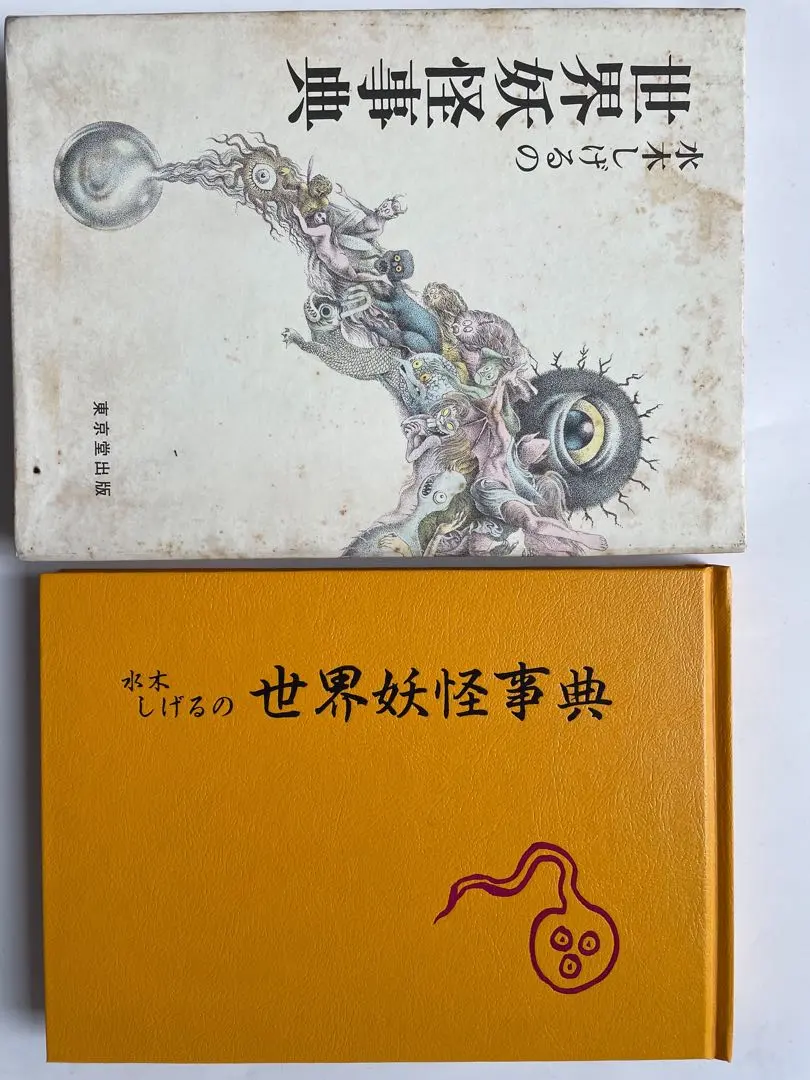 水木しげるの
世界妖怪事典
東京堂出版
水木
しげるの
世界妖怪事典